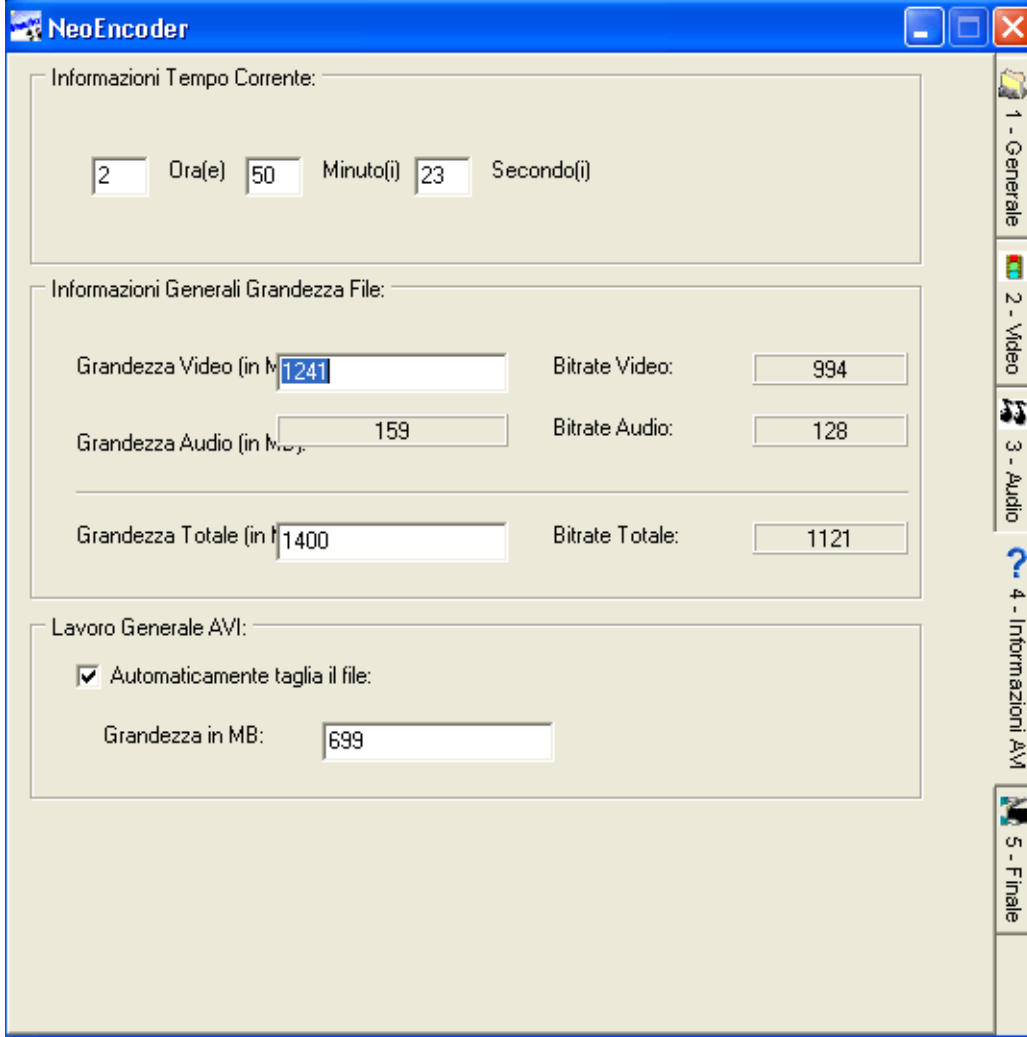 NeoEncoder
Informazioni Tempo Corrente:
2 Ora(e) 50 Minuto(i) 23 Secondo(i)
Informazioni Generali Grandezza File:
Grandezza Video (in 1241 Bitrate Video: 994
Grandezza Audio (in MB): 159 Bitrate Audio: 128
Grandezza Totale (in 1400 Bitrate Totale: 1121
Lavoro Generale AVI:
Automaticamente taglia il file:
Grandezza in MB: 699
1 - Generale
2 - Video
3 - Audio
4 - Informazioni AVI
5 - Finale